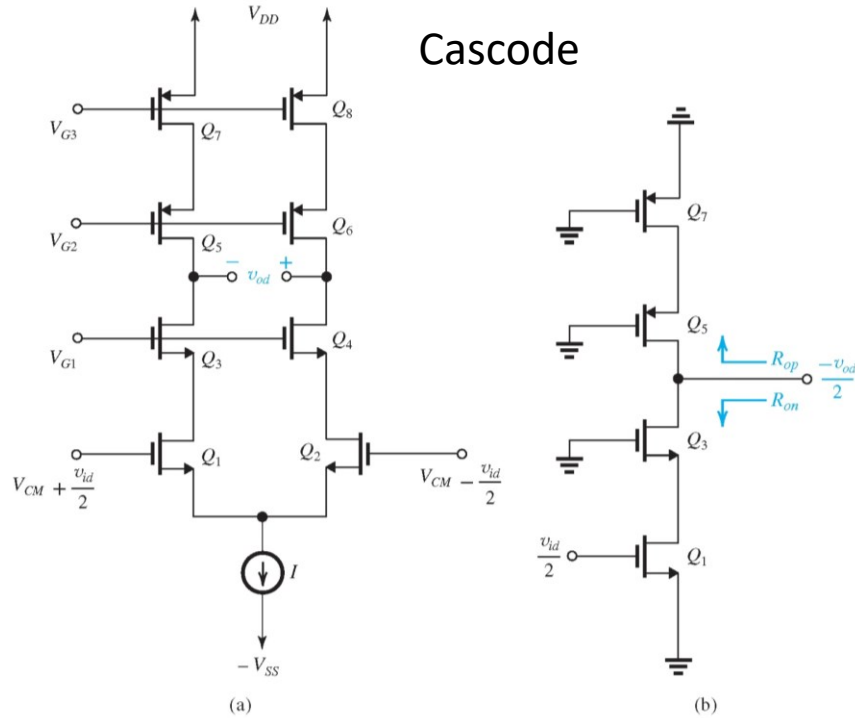 Cascode
V_DD
V_G3
Q_7
Q_8
V_G2
Q_5
Q_6
− v_od +
V_G1
Q_3
Q_4
V_CM + v_id/2
Q_1
Q_2
V_CM − v_id/2
I
− V_SS
(a)
Q_7
Q_5
R_op
−v_od/2
R_on
Q_3
v_id/2
Q_1
(b)